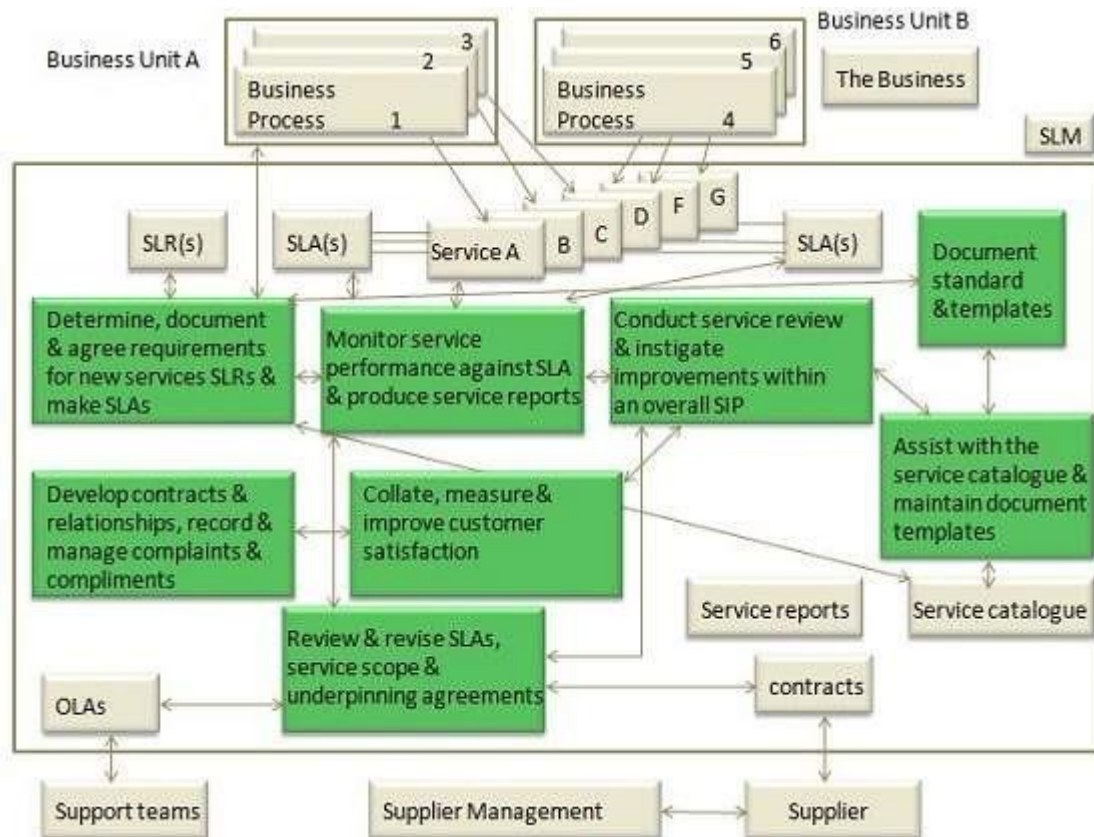 Business Unit A
3
2
Business
Process 1
6
5
Business
Process 4
Business Unit B
The Business
SLM
SLR(s)
SLA(s)
Service A
B
C
D
F
G
SLA(s)
Document
standard
& templates
Determine, document
& agree requirements
for new services SLRs &
make SLAs
Monitor service
performance against SLA
& produce service reports
Conduct service review
& instigate
improvements within
an overall SIP
Assist with the
service catalogue &
maintain document
templates
Develop contracts &
relationships, record &
manage complaints &
compliments
Collate, measure &
improve customer
satisfaction
Service reports
Service catalogue
Review & revise SLAs,
service scope &
underpinning agreements
OLAs
contracts
Support teams
Supplier Management
Supplier